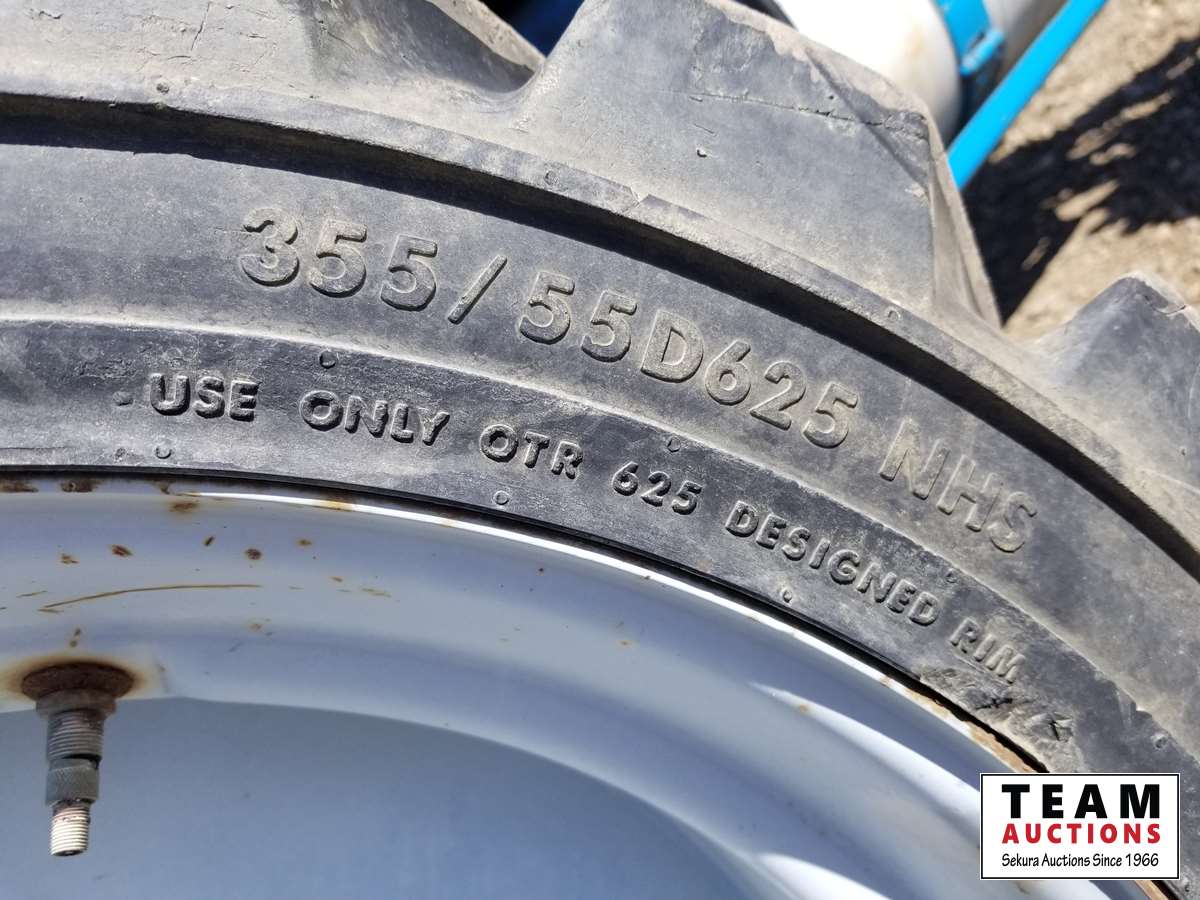 355/55D625 NHS
USE ONLY OTR 625 DESIGNED RIM
TEAM
AUCTIONS
Sekura Auctions Since 1966